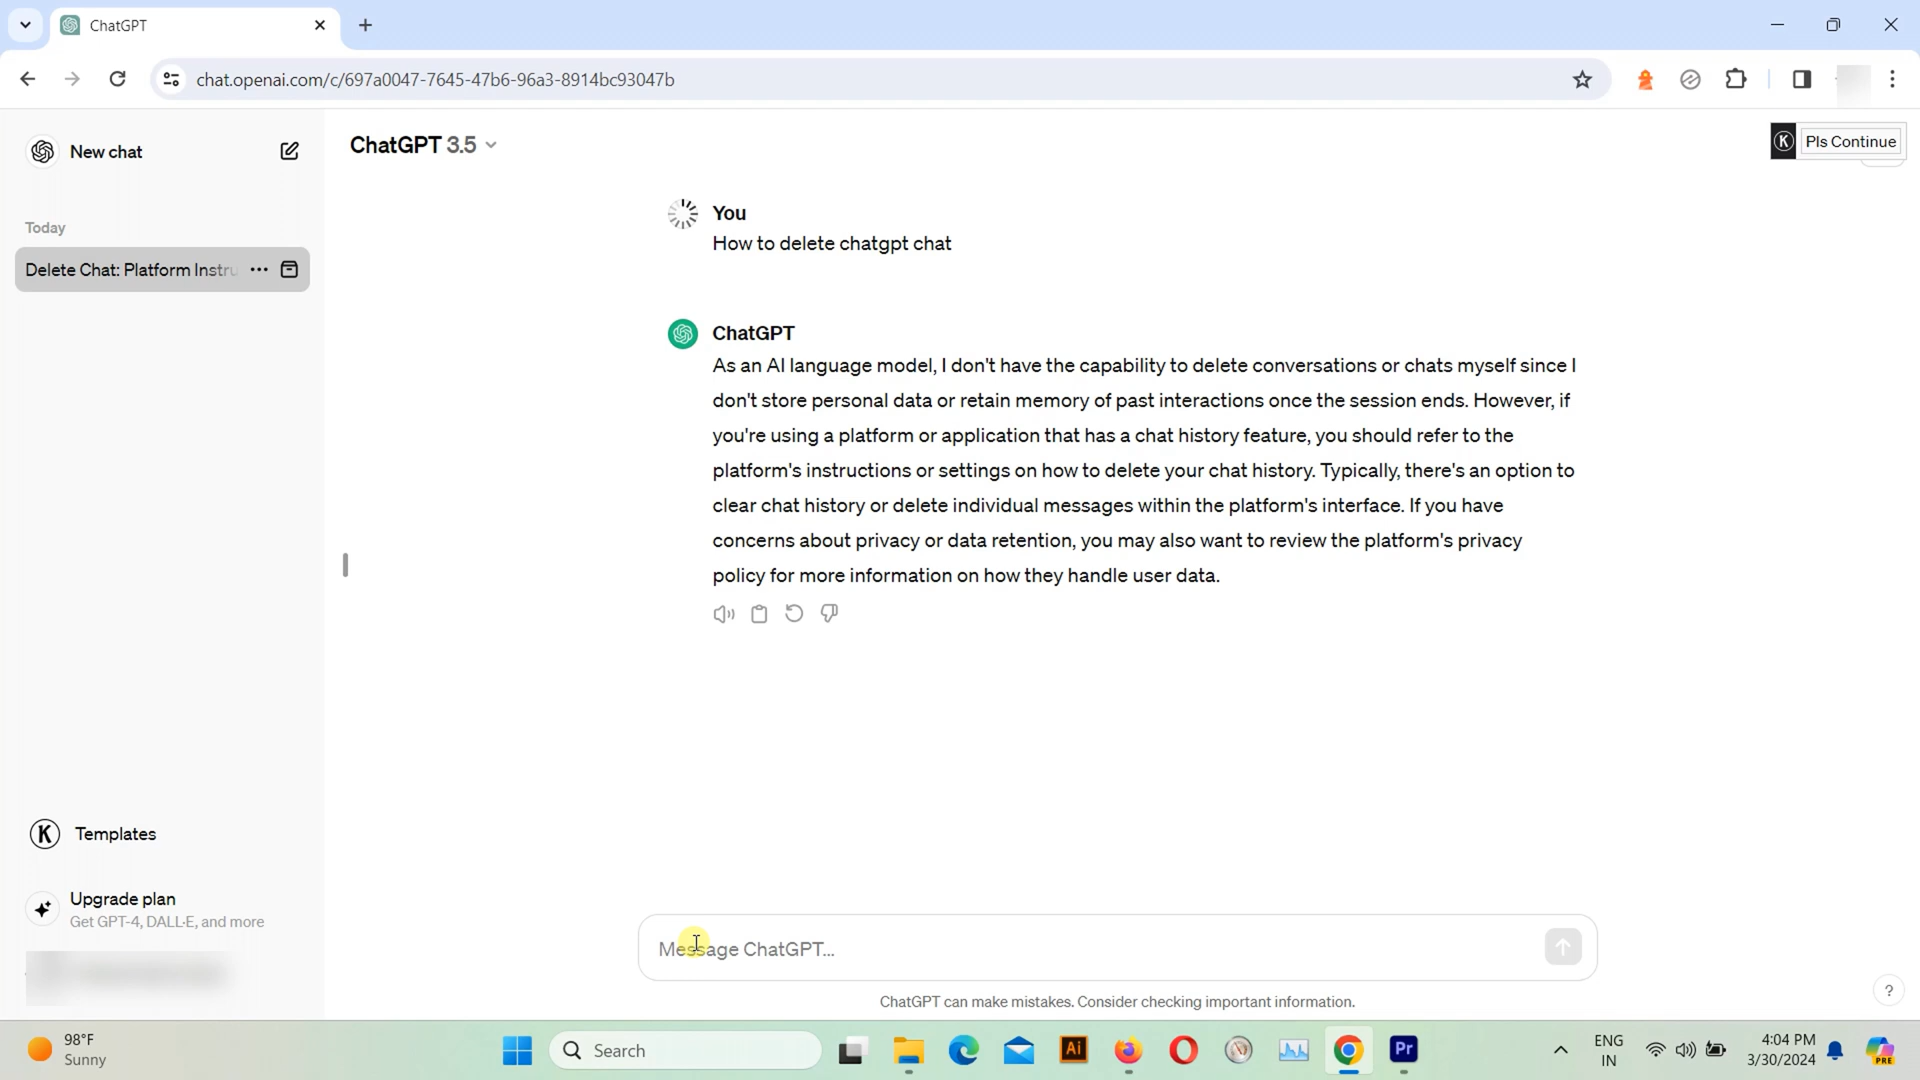 ChatGPT
chat.openai.com/c/697a0047-7645-47b6-96a3-8914bc93047b
New chat
ChatGPT 3.5
K Pls Continue
Today
Delete Chat: Platform Instru
You
How to delete chatgpt chat
ChatGPT
As an AI language model, I don't have the capability to delete conversations or chats myself since I
don't store personal data or retain memory of past interactions once the session ends. However, if
you're using a platform or application that has a chat history feature, you should refer to the
platform's instructions or settings on how to delete your chat history. Typically, there's an option to
clear chat history or delete individual messages within the platform's interface. If you have
concerns about privacy or data retention, you may also want to review the platform's privacy
policy for more information on how they handle user data.
K Templates
Upgrade plan
Get GPT-4, DALL·E, and more
Message ChatGPT...
ChatGPT can make mistakes. Consider checking important information.
?
98°F
Sunny
Search
Ai
Pr
ENG
IN
4:04 PM
3/30/2024
PRE